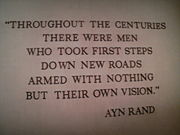 "THROUGHOUT THE CENTURIES
THERE WERE MEN
WHO TOOK FIRST STEPS
DOWN NEW ROADS
ARMED WITH NOTHING
BUT THEIR OWN VISION."
AYN RAND